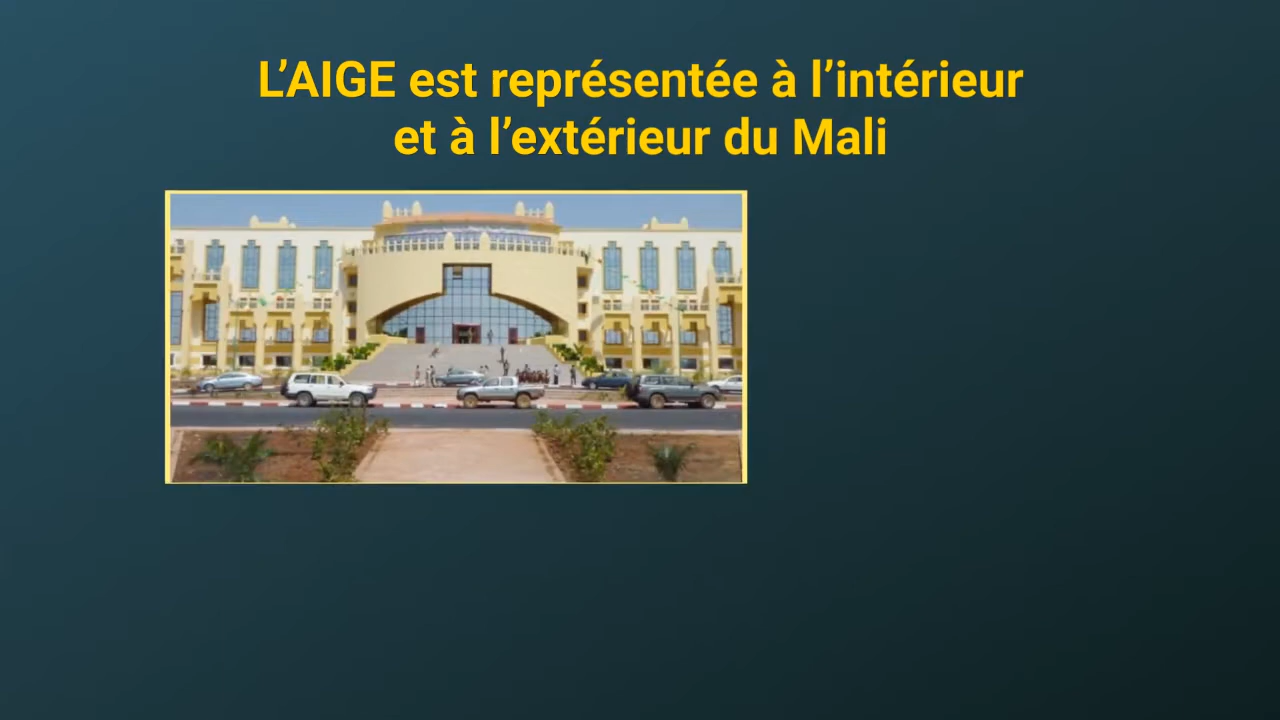 L’AIGE est représentée à l’intérieur
et à l’extérieur du Mali